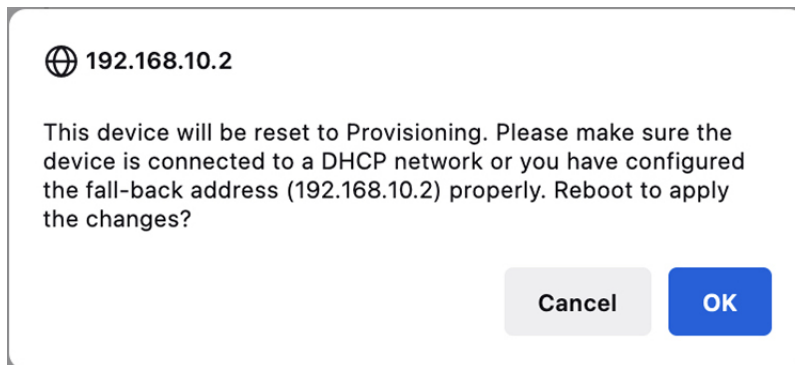 192.168.10.2
This device will be reset to Provisioning. Please make sure the
device is connected to a DHCP network or you have configured
the fall-back address (192.168.10.2) properly. Reboot to apply
the changes?
Cancel
OK